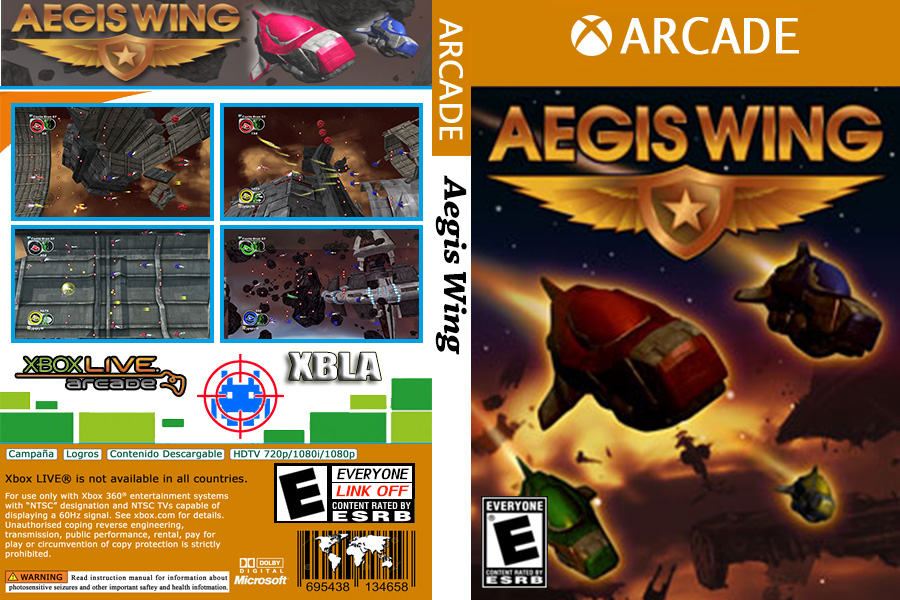 AEGIS WING
XBOX LIVE
arcade
XBLA
Campaña
Logros
Contenido Descargable
HDTV 720p/1080i/1080p
Xbox LIVE® is not available in all countries.
For use only with Xbox 360® entertainment systems
with "NTSC" designation and NTSC TVs capable of
displaying a 60Hz signal. See xbox.com for details.
Unauthorised coping reverse engineering,
transmission, public performance, rental, pay for
play or circumvention of copy protection is strictly
prohibited.
WARNING Read instruction manual for information about
photosensitive seizures and other important saftey and health infotmation.
E
EVERYONE
LINK OFF
CONTENT RATED BY
ESRB
DOLBY
DIGITAL
Microsoft
695438 134658
ARCADE
Aegis Wing
ARCADE
AEGIS WING
EVERYONE
E
CONTENT RATED BY
ESRB